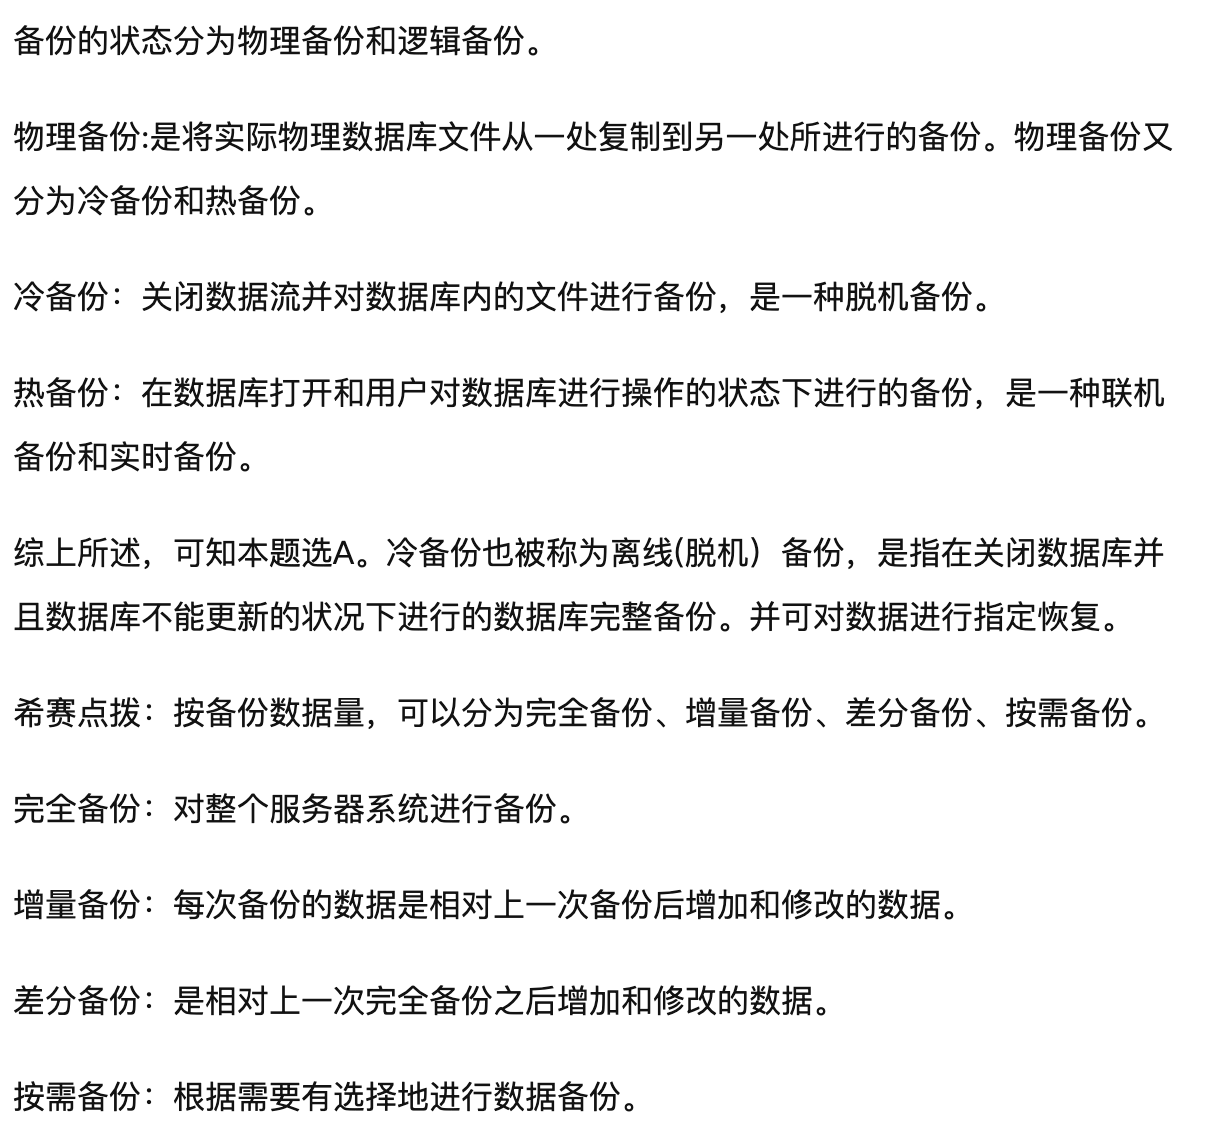 备份的状态分为物理备份和逻辑备份。
物理备份:是将实际物理数据库文件从一处复制到另一处所进行的备份。物理备份又
分为冷备份和热备份。
冷备份：关闭数据流并对数据库内的文件进行备份，是一种脱机备份。
热备份：在数据库打开和用户对数据库进行操作的状态下进行的备份，是一种联机
备份和实时备份。
综上所述，可知本题选A。冷备份也被称为离线(脱机）备份，是指在关闭数据库并
且数据库不能更新的状况下进行的数据库完整备份。并可对数据进行指定恢复。
希赛点拨：按备份数据量，可以分为完全备份、增量备份、差分备份、按需备份。
完全备份：对整个服务器系统进行备份。
增量备份：每次备份的数据是相对上一次备份后增加和修改的数据。
差分备份：是相对上一次完全备份之后增加和修改的数据。
按需备份：根据需要有选择地进行数据备份。